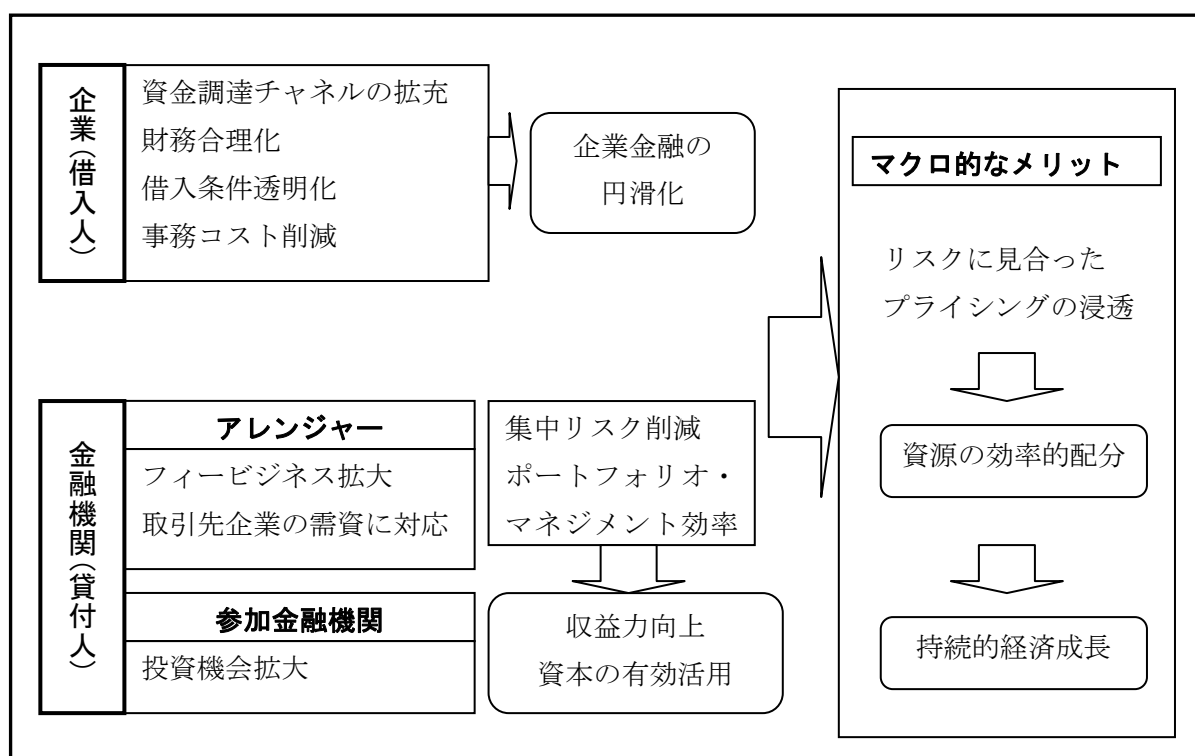 企業(借入人)
資金調達チャネルの拡充
財務合理化
借入条件透明化
事務コスト削減
企業金融の
円滑化
金融機関(貸付人)
アレンジャー
フィービジネス拡大
取引先企業の需資に対応
参加金融機関
投資機会拡大
集中リスク削減
ポートフォリオ・
マネジメント効率
収益力向上
資本の有効活用
マクロ的なメリット
リスクに見合った
プライシングの浸透
資源の効率的配分
持続的経済成長